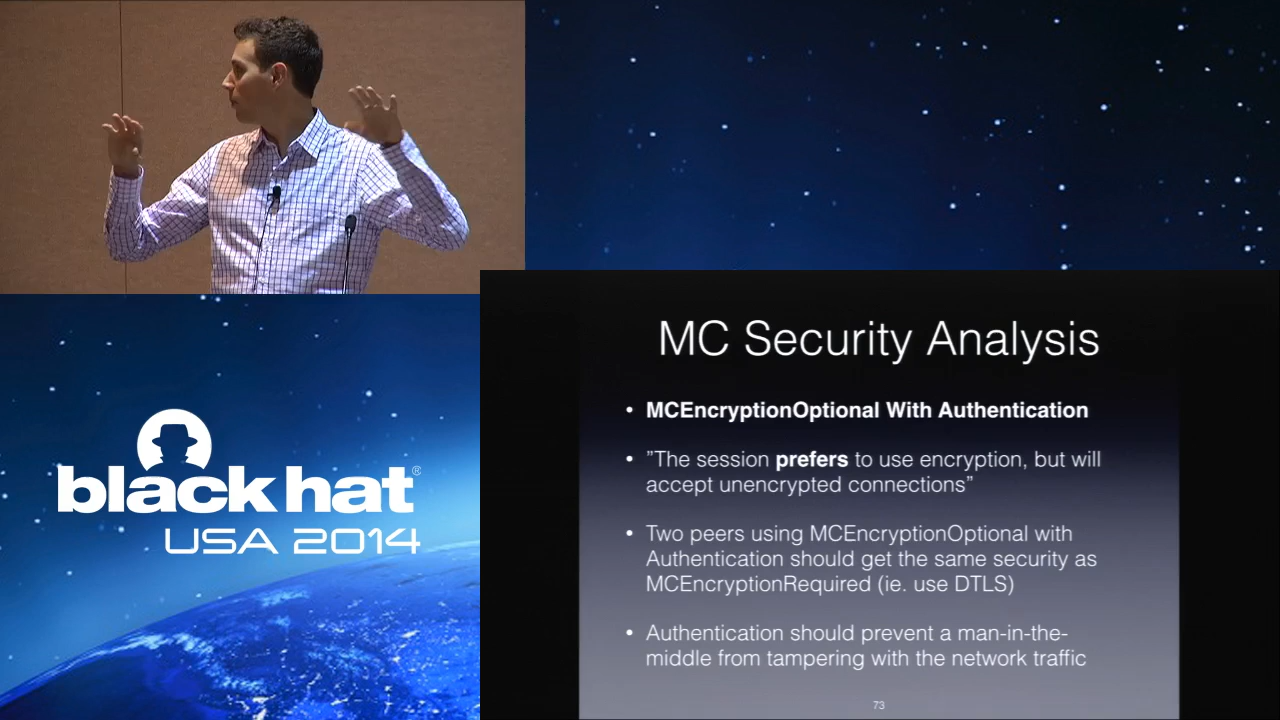 MC Security Analysis
• MCEncryptionOptional With Authentication
• ”The session prefers to use encryption, but will
accept unencrypted connections”
• Two peers using MCEncryptionOptional with
Authentication should get the same security as
MCEncryptionRequired (ie. use DTLS)
• Authentication should prevent a man-in-the-
middle from tampering with the network traffic
73
black hat®
USA 2014